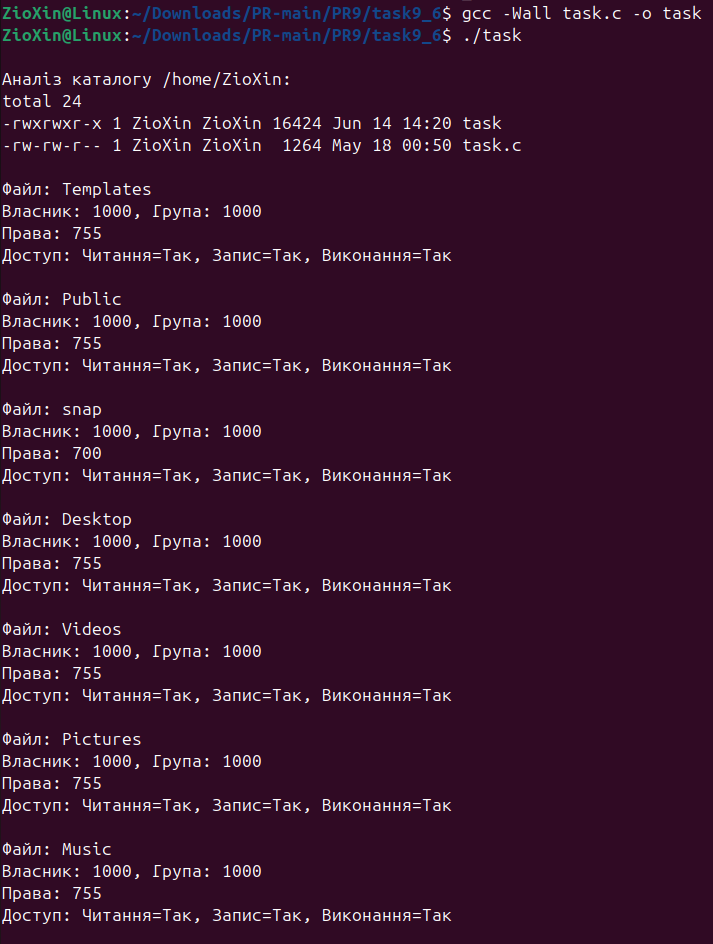 ZioXin@Linux:~/Downloads/PR-main/PR9/task9_6$ gcc -Wall task.c -o task
ZioXin@Linux:~/Downloads/PR-main/PR9/task9_6$ ./task
Аналіз каталогу /home/ZioXin:
total 24
-rwxrwxr-x 1 ZioXin ZioXin 16424 Jun 14 14:20 task
-rw-rw-r-- 1 ZioXin ZioXin  1264 May 18 00:50 task.c
Файл: Templates
Власник: 1000, Група: 1000
Права: 755
Доступ: Читання=Так, Запис=Так, Виконання=Так
Файл: Public
Власник: 1000, Група: 1000
Права: 755
Доступ: Читання=Так, Запис=Так, Виконання=Так
Файл: snap
Власник: 1000, Група: 1000
Права: 700
Доступ: Читання=Так, Запис=Так, Виконання=Так
Файл: Desktop
Власник: 1000, Група: 1000
Права: 755
Доступ: Читання=Так, Запис=Так, Виконання=Так
Файл: Videos
Власник: 1000, Група: 1000
Права: 755
Доступ: Читання=Так, Запис=Так, Виконання=Так
Файл: Pictures
Власник: 1000, Група: 1000
Права: 755
Доступ: Читання=Так, Запис=Так, Виконання=Так
Файл: Music
Власник: 1000, Група: 1000
Права: 755
Доступ: Читання=Так, Запис=Так, Виконання=Так